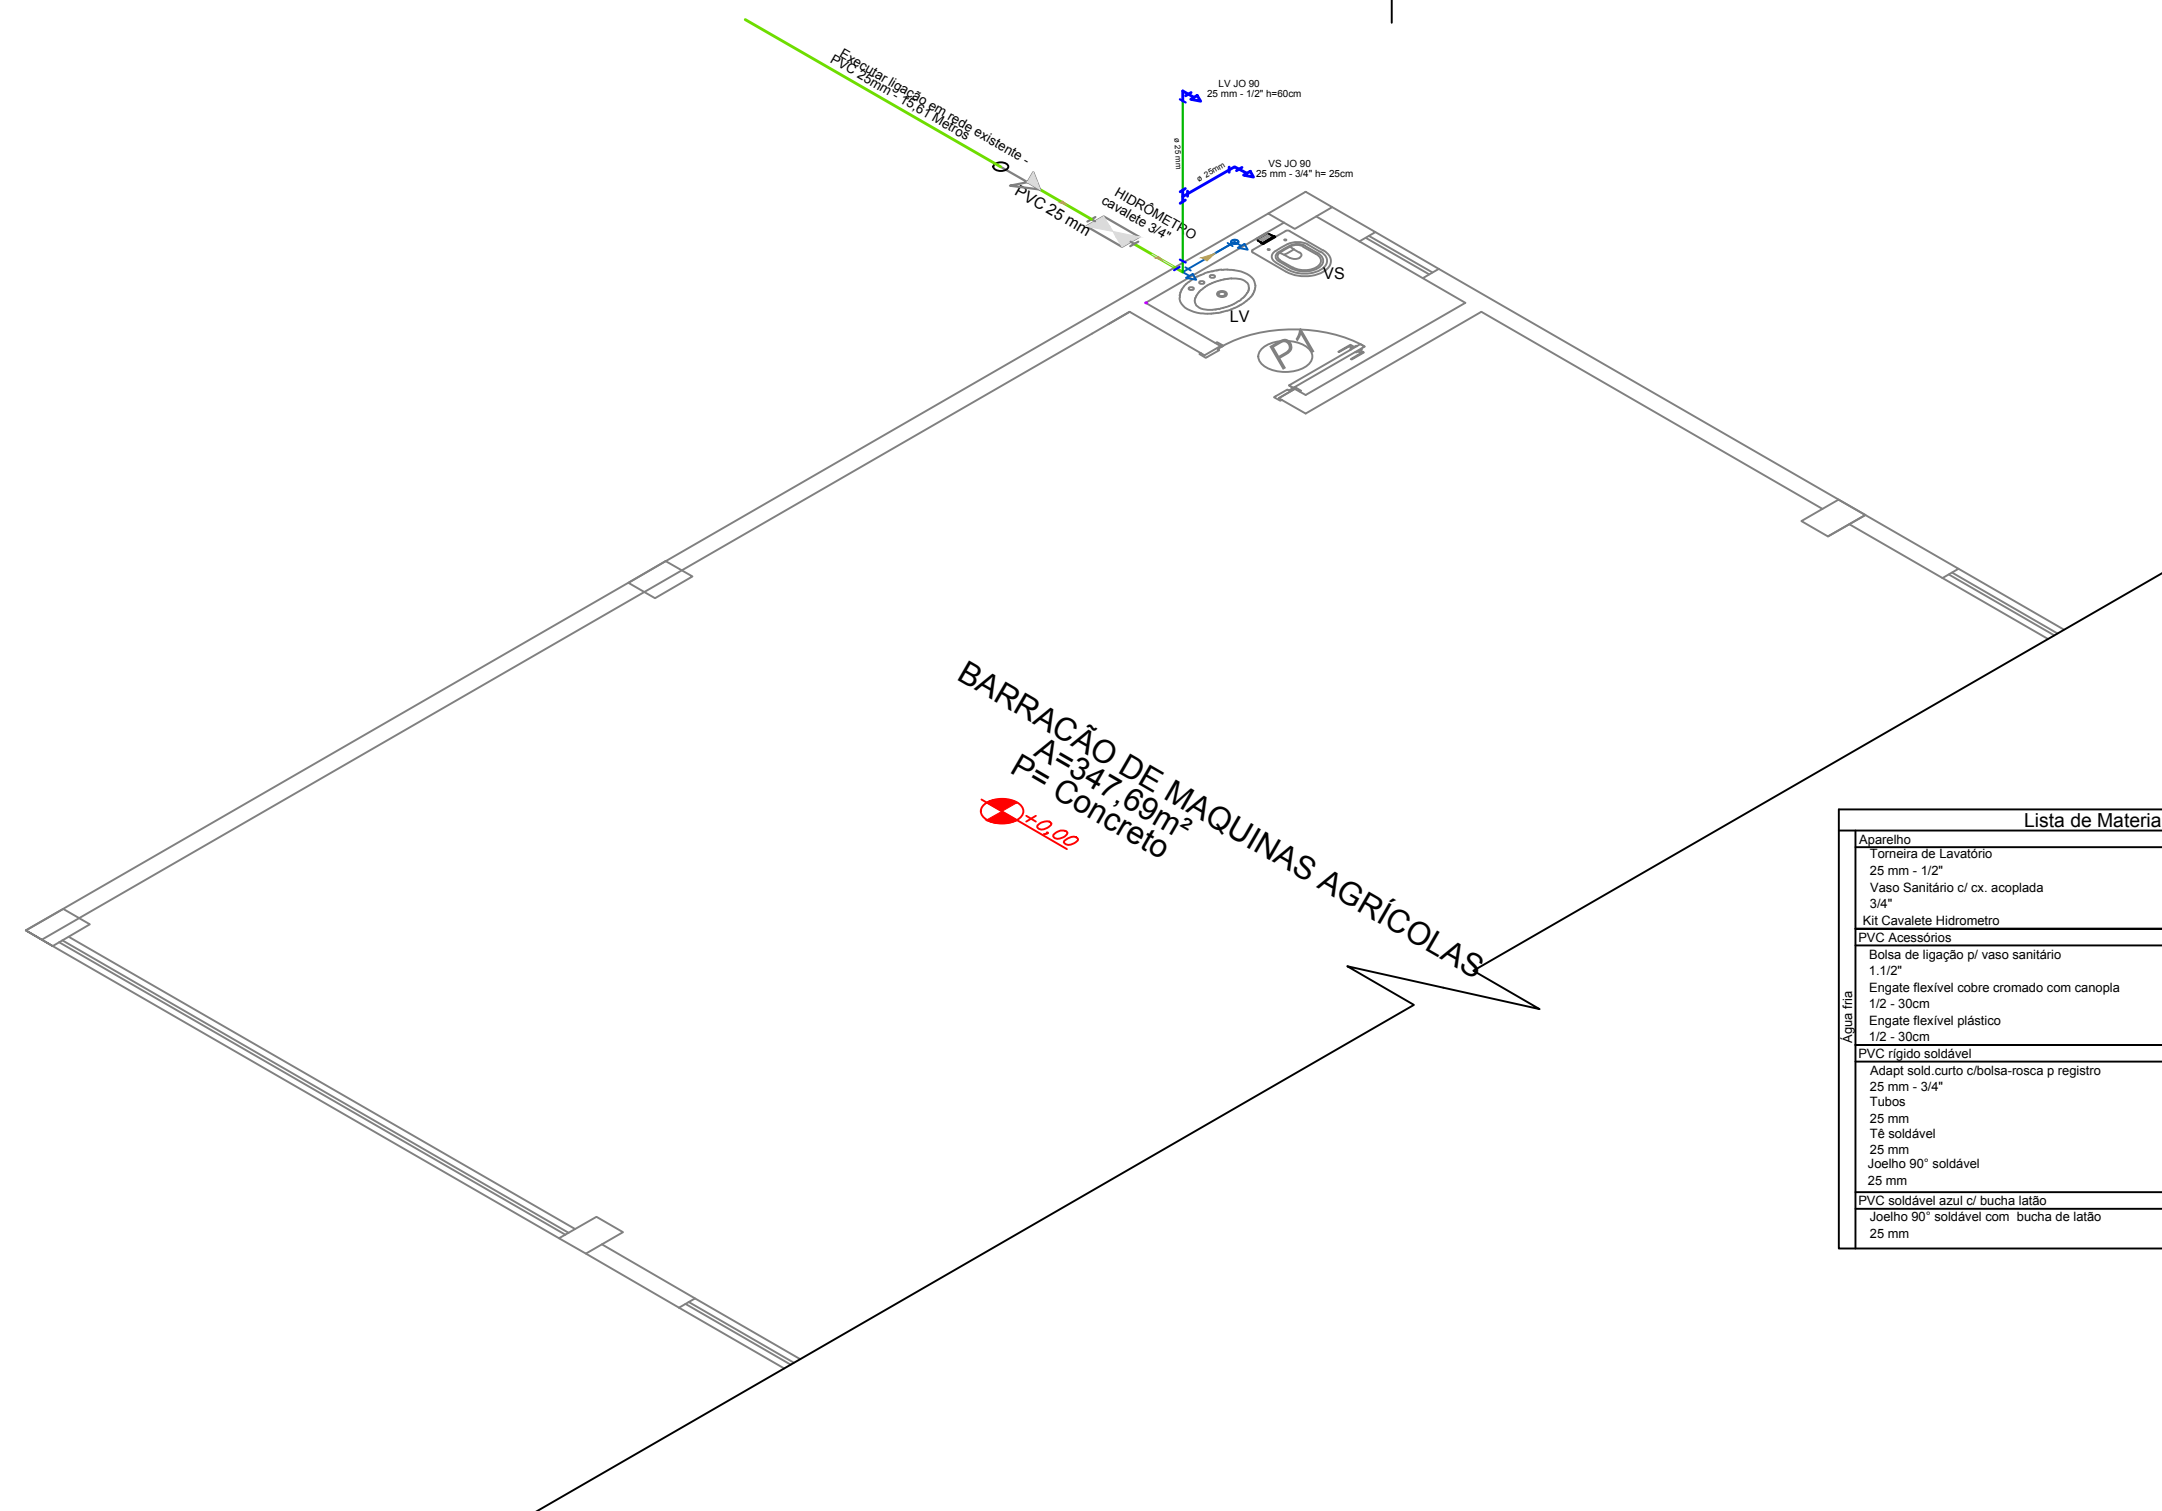 Executar ligação em rede existente -
PVC 25mm - 15,61 Metros
LV JO 90
25 mm - 1/2" h=60cm
ø 25 mm
VS JO 90
25 mm - 3/4" h= 25cm
ø 25mm
PVC 25 mm
HIDRÔMETRO
cavalete 3/4"
VS
LV
P1
BARRACÃO DE MAQUINAS AGRÍCOLAS
A=347,69m²
P= Concreto
+0,00
Lista de Materia
Água fria
Aparelho
Torneira de Lavatório
25 mm - 1/2"
Vaso Sanitário c/ cx. acoplada
3/4"
Kit Cavalete Hidrometro
PVC Acessórios
Bolsa de ligação p/ vaso sanitário
1.1/2"
Engate flexível cobre cromado com canopla
1/2 - 30cm
Engate flexível plástico
1/2 - 30cm
PVC rígido soldável
Adapt sold.curto c/bolsa-rosca p registro
25 mm - 3/4"
Tubos
25 mm
Tê soldável
25 mm
Joelho 90° soldável
25 mm
PVC soldável azul c/ bucha latão
Joelho 90° soldável com bucha de latão
25 mm